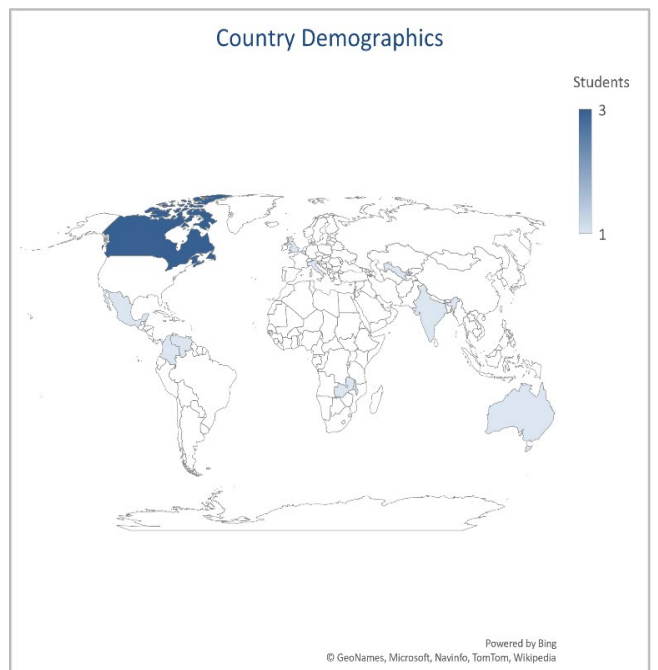 Country Demographics
Students
3
1
Powered by Bing
© GeoNames, Microsoft, Navinfo, TomTom, Wikipedia